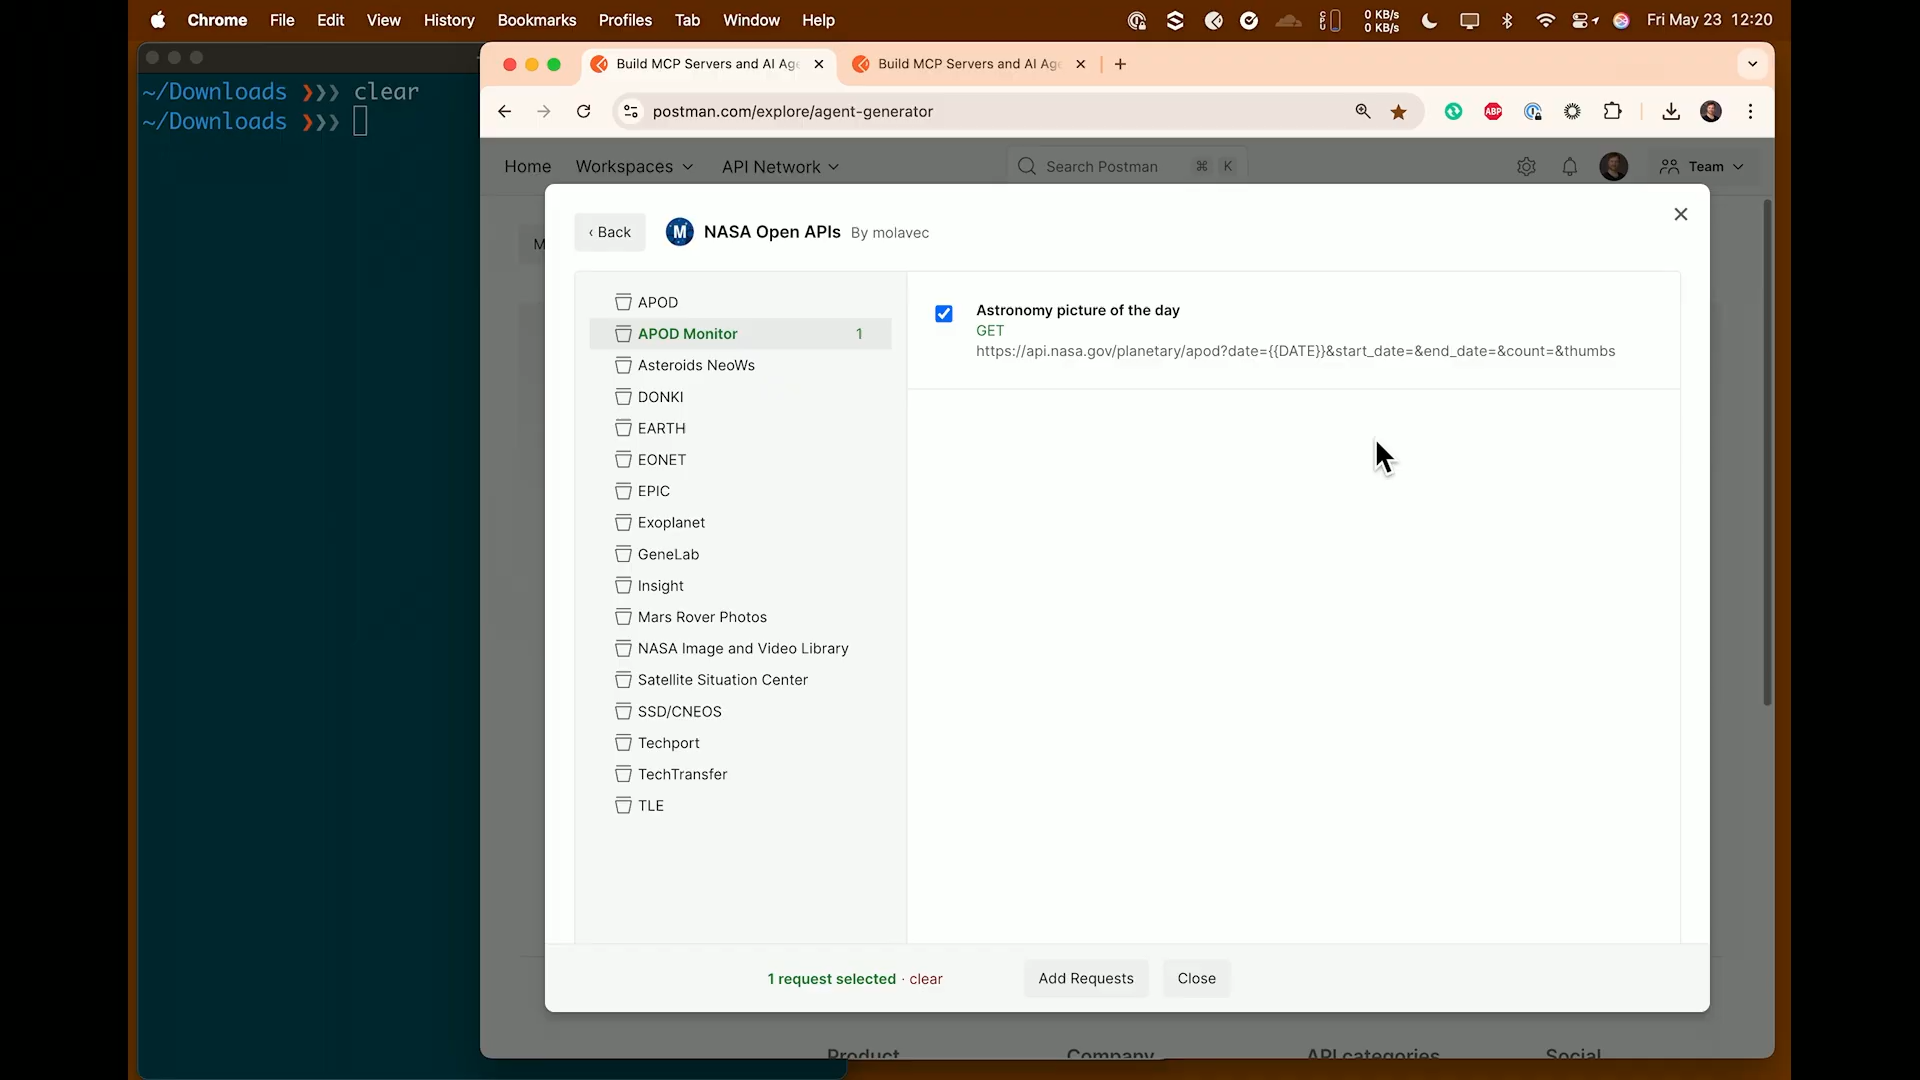 Chrome File Edit View History Bookmarks Profiles Tab Window Help
0 KB/s
0 KB/s
Fri May 23 12:20
~/Downloads ❯❯❯ clear
~/Downloads ❯❯❯
Build MCP Servers and AI Age
Build MCP Servers and AI Age
postman.com/explore/agent-generator
ABP
Home Workspaces API Network Search Postman ⌘ K Team
M
‹ Back
M
NASA Open APIs By molavec
APOD
APOD Monitor 1
Asteroids NeoWs
DONKI
EARTH
EONET
EPIC
Exoplanet
GeneLab
Insight
Mars Rover Photos
NASA Image and Video Library
Satellite Situation Center
SSD/CNEOS
Techport
TechTransfer
TLE
Astronomy picture of the day
GET
https://api.nasa.gov/planetary/apod?date={{DATE}}&start_date=&end_date=&count=&thumbs
1 request selected · clear
Add Requests
Close
Product Company API categories Social